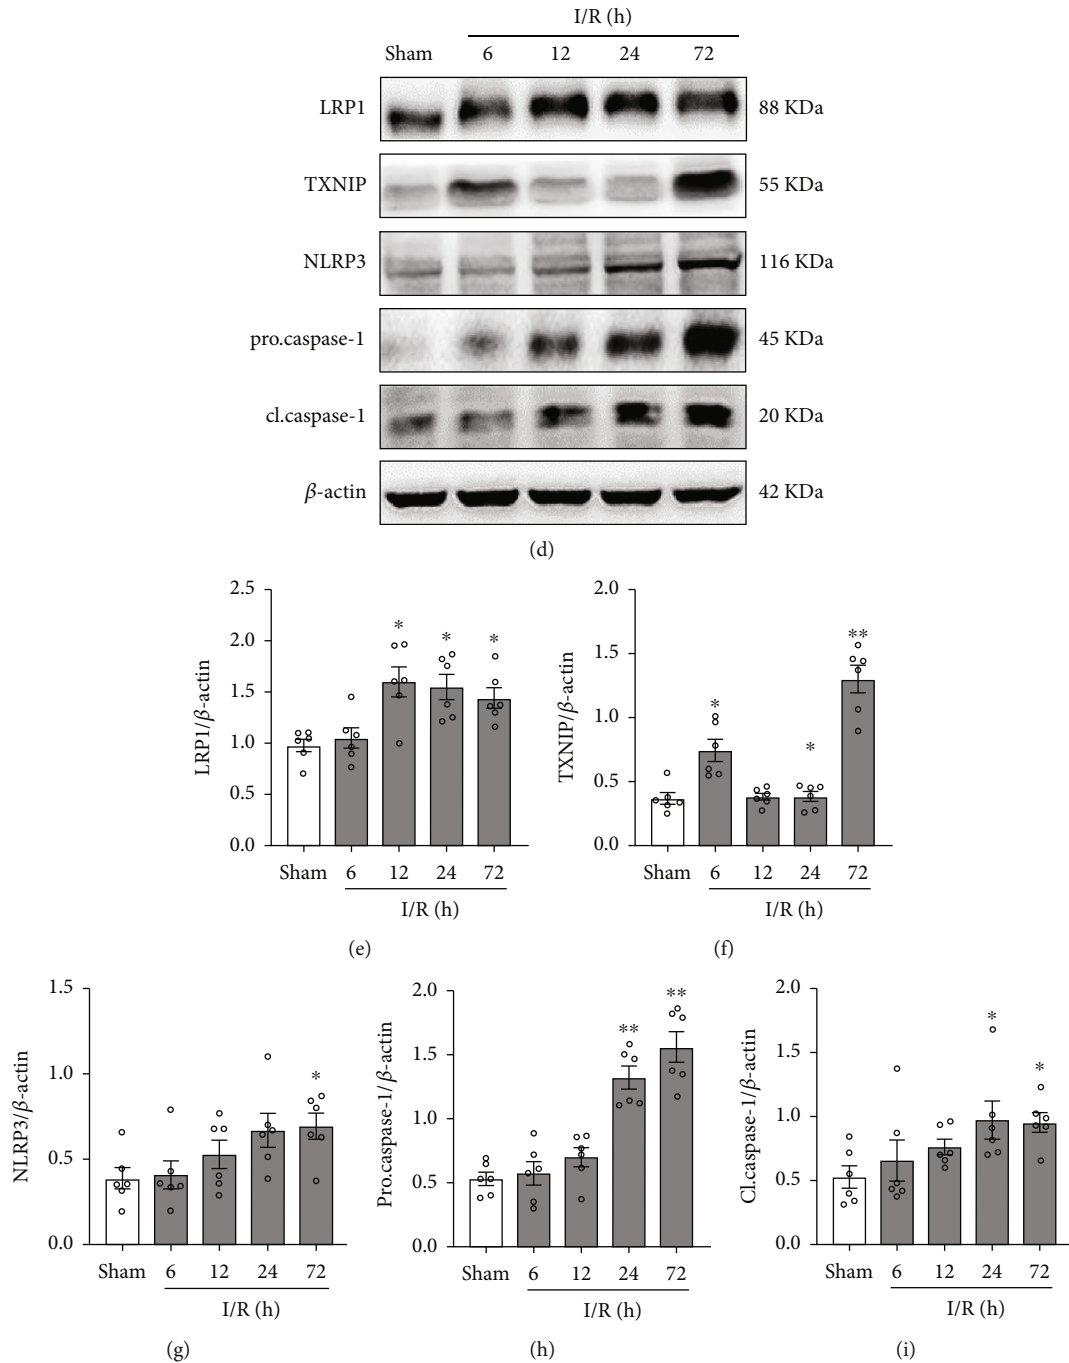 I/R (h)
Sham 6 12 24 72
LRP1 88 KDa
TXNIP 55 KDa
NLRP3 116 KDa
pro.caspase-1 45 KDa
cl.caspase-1 20 KDa
β-actin 42 KDa
(d)
LRP1/β-actin
2.5
2.0
1.5
1.0
0.5
0.0
* * *
Sham 6 12 24 72
I/R (h)
(e)
TXNIP/β-actin
2.0
1.5
1.0
0.5
0.0
* * **
Sham 6 12 24 72
I/R (h)
(f)
NLRP3/β-actin
1.5
1.0
0.5
0.0
*
Sham 6 12 24 72
I/R (h)
(g)
Pro.caspase-1/β-actin
2.0
1.5
1.0
0.5
0.0
** **
Sham 6 12 24 72
I/R (h)
(h)
Cl.caspase-1/β-actin
2.0
1.5
1.0
0.5
0.0
* *
Sham 6 12 24 72
I/R (h)
(i)